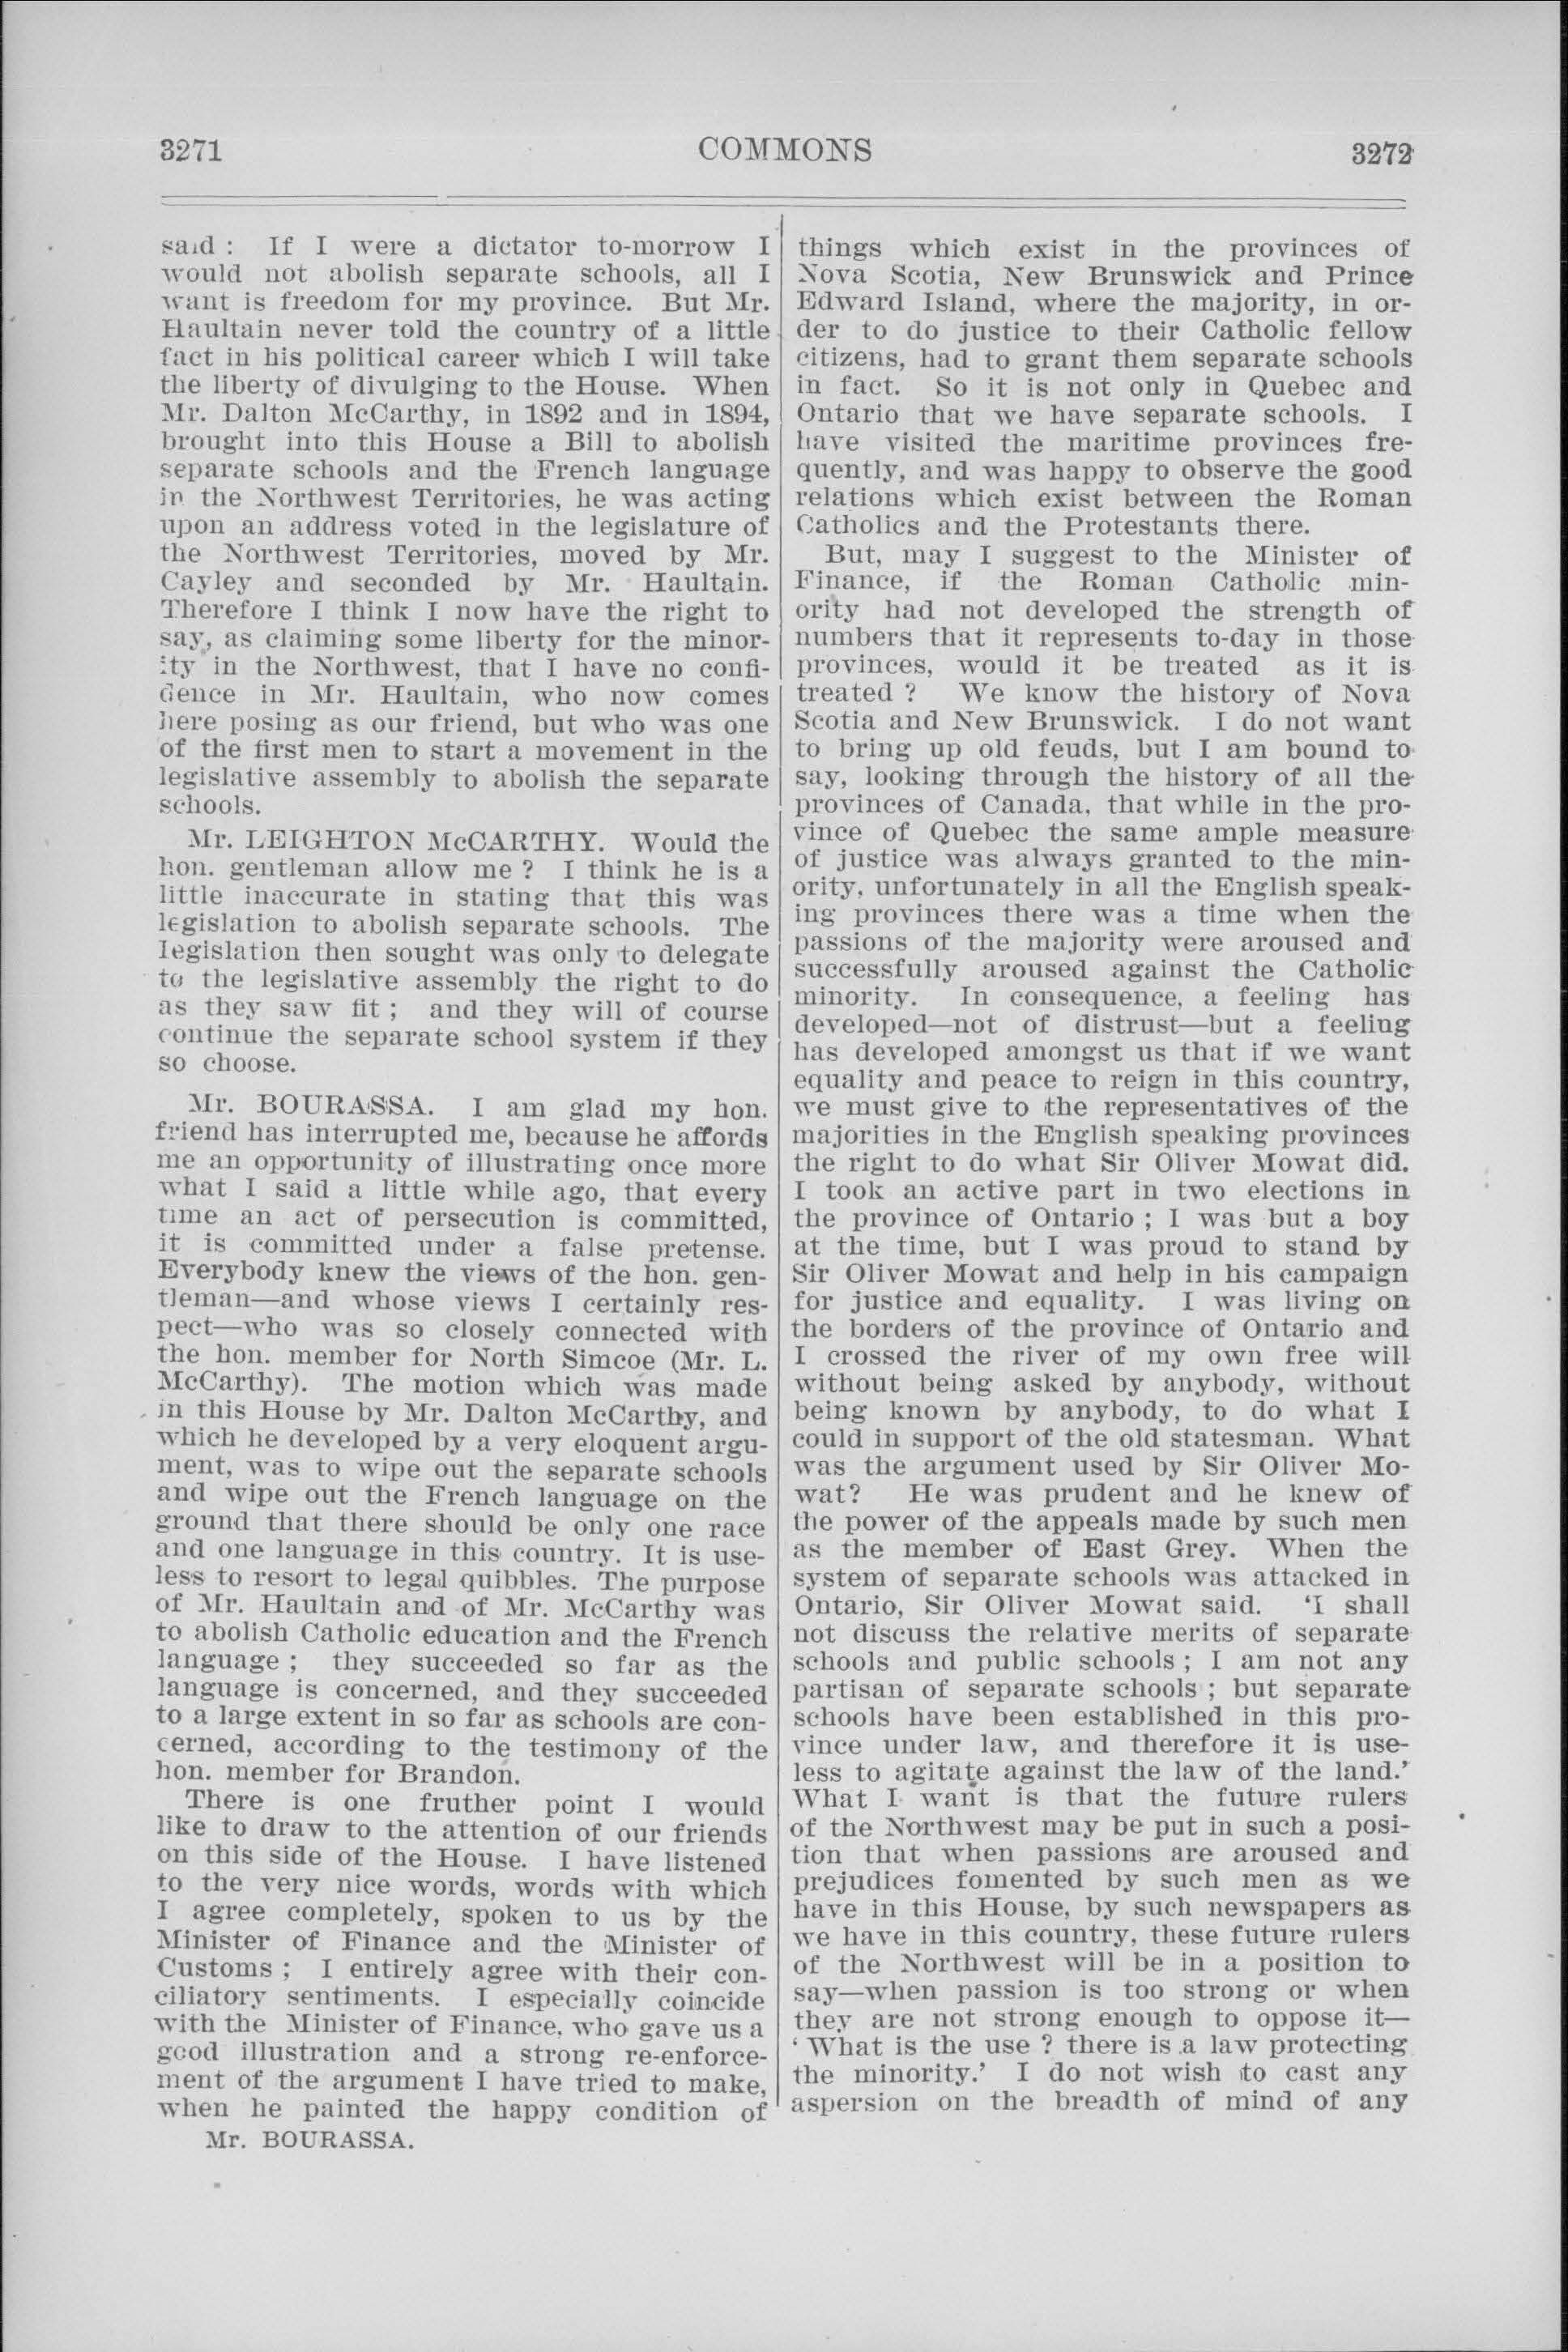 3271 COMMONS 3272
said : If I were a dictator to-morrow I
would not abolish separate schools, all I
want is freedom for my province. But Mr.
Haultain never told the country of a little
fact in his political career which I will take
the liberty of divulging to the House. When
Mr. Dalton McCarthy, in 1892 and in 1894,
brought into this House a Bill to abolish
separate schools and the French language
in the Northwest Territories, he was acting
upon an address voted in the legislature of
the Northwest Territories, moved by Mr.
Cayley and seconded by Mr. Haultain.
Therefore I think I now have the right to
say, as claiming some liberty for the minor-
ity in the Northwest, that I have no confi-
dence in Mr. Haultain, who now comes
here posing as our friend, but who was one
of the first men to start a movement in the
legislative assembly to abolish the separate
schools.
Mr. LEIGHTON McCARTHY. Would the
hon. gentleman allow me ? I think he is a
little inaccurate in stating that this was
legislation to abolish separate schools. The
legislation then sought was only to delegate
to the legislative assembly the right to do
as they saw fit ; and they will of course
continue the separate school system if they
so choose.
Mr. BOURASSA. I am glad my hon.
friend has interrupted me, because he affords
me an opportunity of illustrating once more
what I said a little while ago, that every
time an act of persecution is committed,
it is committed under a false pretense.
Everybody knew the views of the hon. gen-
tleman—and whose views I certainly res-
pect—who was so closely connected with
the hon. member for North Simcoe (Mr. L.
McCarthy). The motion which was made
in this House by Mr. Dalton McCarthy, and
which he developed by a very eloquent argu-
ment, was to wipe out the separate schools
and wipe out the French language on the
ground that there should be only one race
and one language in this country. It is use-
less to resort to legal quibbles. The purpose
of Mr. Haultain and of Mr. McCarthy was
to abolish Catholic education and the French
language ; they succeeded so far as the
language is concerned, and they succeeded
to a large extent in so far as schools are con-
cerned, according to the testimony of the
hon. member for Brandon.
There is one fruther point I would
like to draw to the attention of our friends
on this side of the House. I have listened
to the very nice words, words with which
I agree completely, spoken to us by the
Minister of Finance and the Minister of
Customs ; I entirely agree with their con-
ciliatory sentiments. I especially coincide
with the Minister of Finance, who gave us a
good illustration and a strong re-enforce-
ment of the argument I have tried to make,
when he painted the happy condition of
Mr. BOURASSA.
things which exist in the provinces of
Nova Scotia, New Brunswick and Prince
Edward Island, where the majority, in or-
der to do justice to their Catholic fellow
citizens, had to grant them separate schools
in fact. So it is not only in Quebec and
Ontario that we have separate schools. I
have visited the maritime provinces fre-
quently, and was happy to observe the good
relations which exist between the Roman
Catholics and the Protestants there.
But, may I suggest to the Minister of
Finance, if the Roman Catholic min-
ority had not developed the strength of
numbers that it represents to-day in those
provinces, would it be treated as it is
treated ? We know the history of Nova
Scotia and New Brunswick. I do not want
to bring up old feuds, but I am bound to
say, looking through the history of all the
provinces of Canada, that while in the pro-
vince of Quebec the same ample measure
of justice was always granted to the min-
ority, unfortunately in all the English speak-
ing provinces there was a time when the
passions of the majority were aroused and
successfully aroused against the Catholic
minority. In consequence, a feeling has
developed—not of distrust—but a feeling
has developed amongst us that if we want
equality and peace to reign in this country,
we must give to the representatives of the
majorities in the English speaking provinces
the right to do what Sir Oliver Mowat did.
I took an active part in two elections in
the province of Ontario ; I was but a boy
at the time, but I was proud to stand by
Sir Oliver Mowat and help in his campaign
for justice and equality. I was living on
the borders of the province of Ontario and
I crossed the river of my own free will
without being asked by anybody, without
being known by anybody, to do what I
could in support of the old statesman. What
was the argument used by Sir Oliver Mo-
wat? He was prudent and he knew of
the power of the appeals made by such men
as the member of East Grey. When the
system of separate schools was attacked in
Ontario, Sir Oliver Mowat said. 'I shall
not discuss the relative merits of separate
schools and public schools ; I am not any
partisan of separate schools ; but separate
schools have been established in this pro-
vince under law, and therefore it is use-
less to agitate against the law of the land.'
What I want is that the future rulers
of the Northwest may be put in such a posi-
tion that when passions are aroused and
prejudices fomented by such men as we
have in this House, by such newspapers as
we have in this country, these future rulers
of the Northwest will be in a position to
say—when passion is too strong or when
they are not strong enough to oppose it—
' What is the use ? there is a law protecting
the minority.' I do not wish to cast any
aspersion on the breadth of mind of any